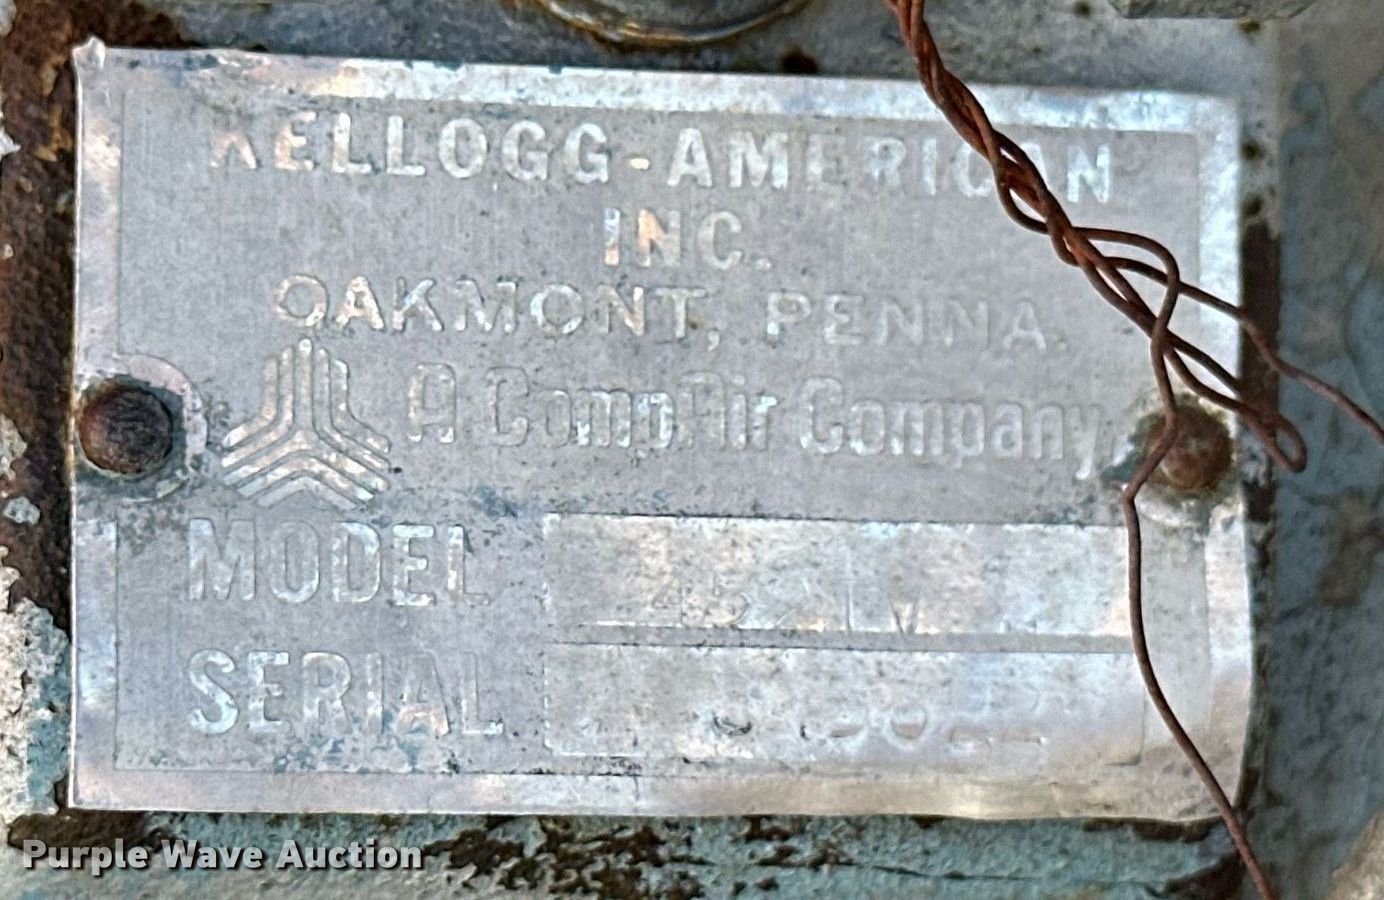 KELLOGG-AMERICAN
INC.
OAKMONT, PENNA.
A CompAir Company
MODEL
SERIAL
Purple Wave Auction